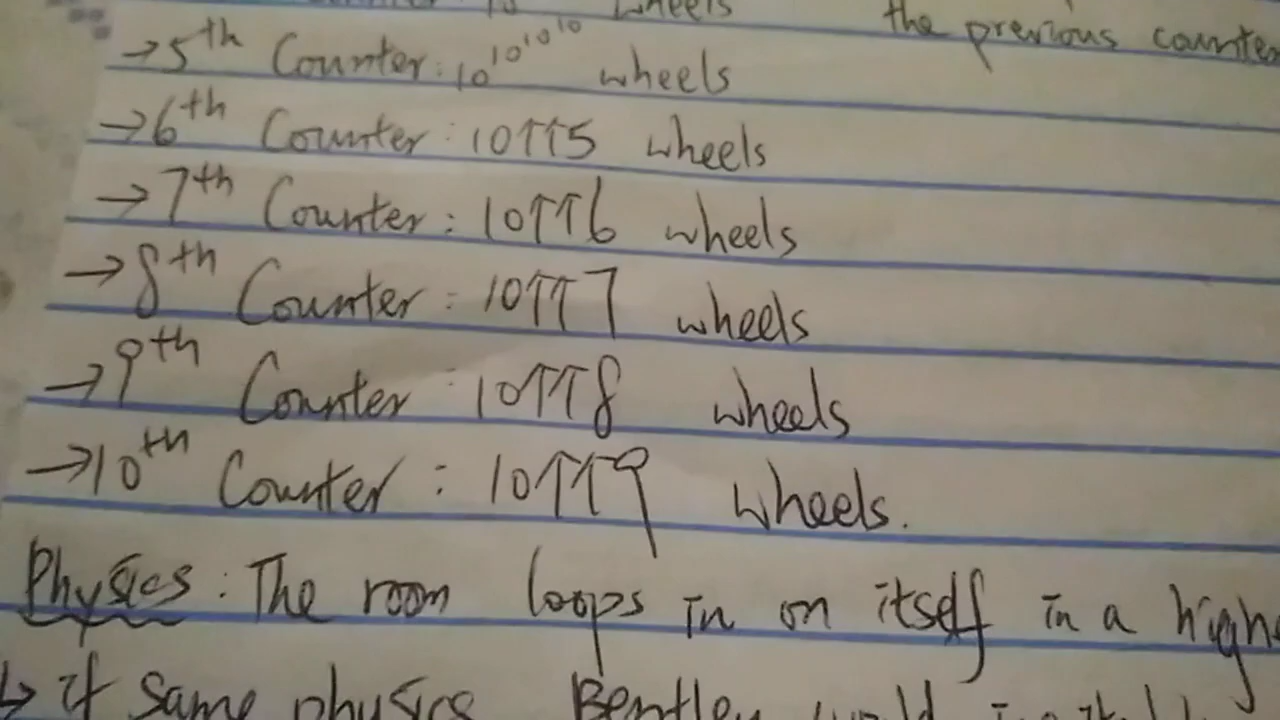 wheels the previous
→5th Counter: 10^10^10^10 wheels
→6th Counter: 10↑↑5 wheels
→7th Counter: 10↑↑6 wheels
→8th Counter: 10↑↑7 wheels
→9th Counter: 10↑↑8 wheels
→10th Counter: 10↑↑9 wheels.
Physics: The room loops in on itself in a high
↳ if same physics Bentley